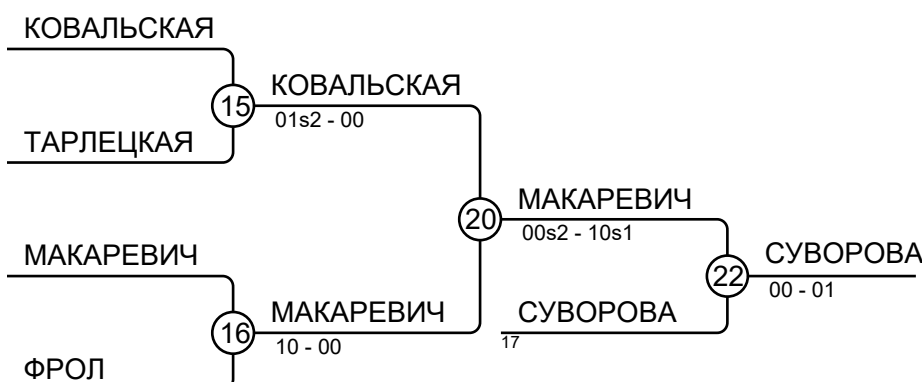 КОВАЛЬСКАЯ
15
КОВАЛЬСКАЯ
01s2 - 00
ТАРЛЕЦКАЯ
20
МАКАРЕВИЧ
00s2 - 10s1
МАКАРЕВИЧ
22
СУВОРОВА
00 - 01
16
МАКАРЕВИЧ
10 - 00
СУВОРОВА
17
ФРОЛ